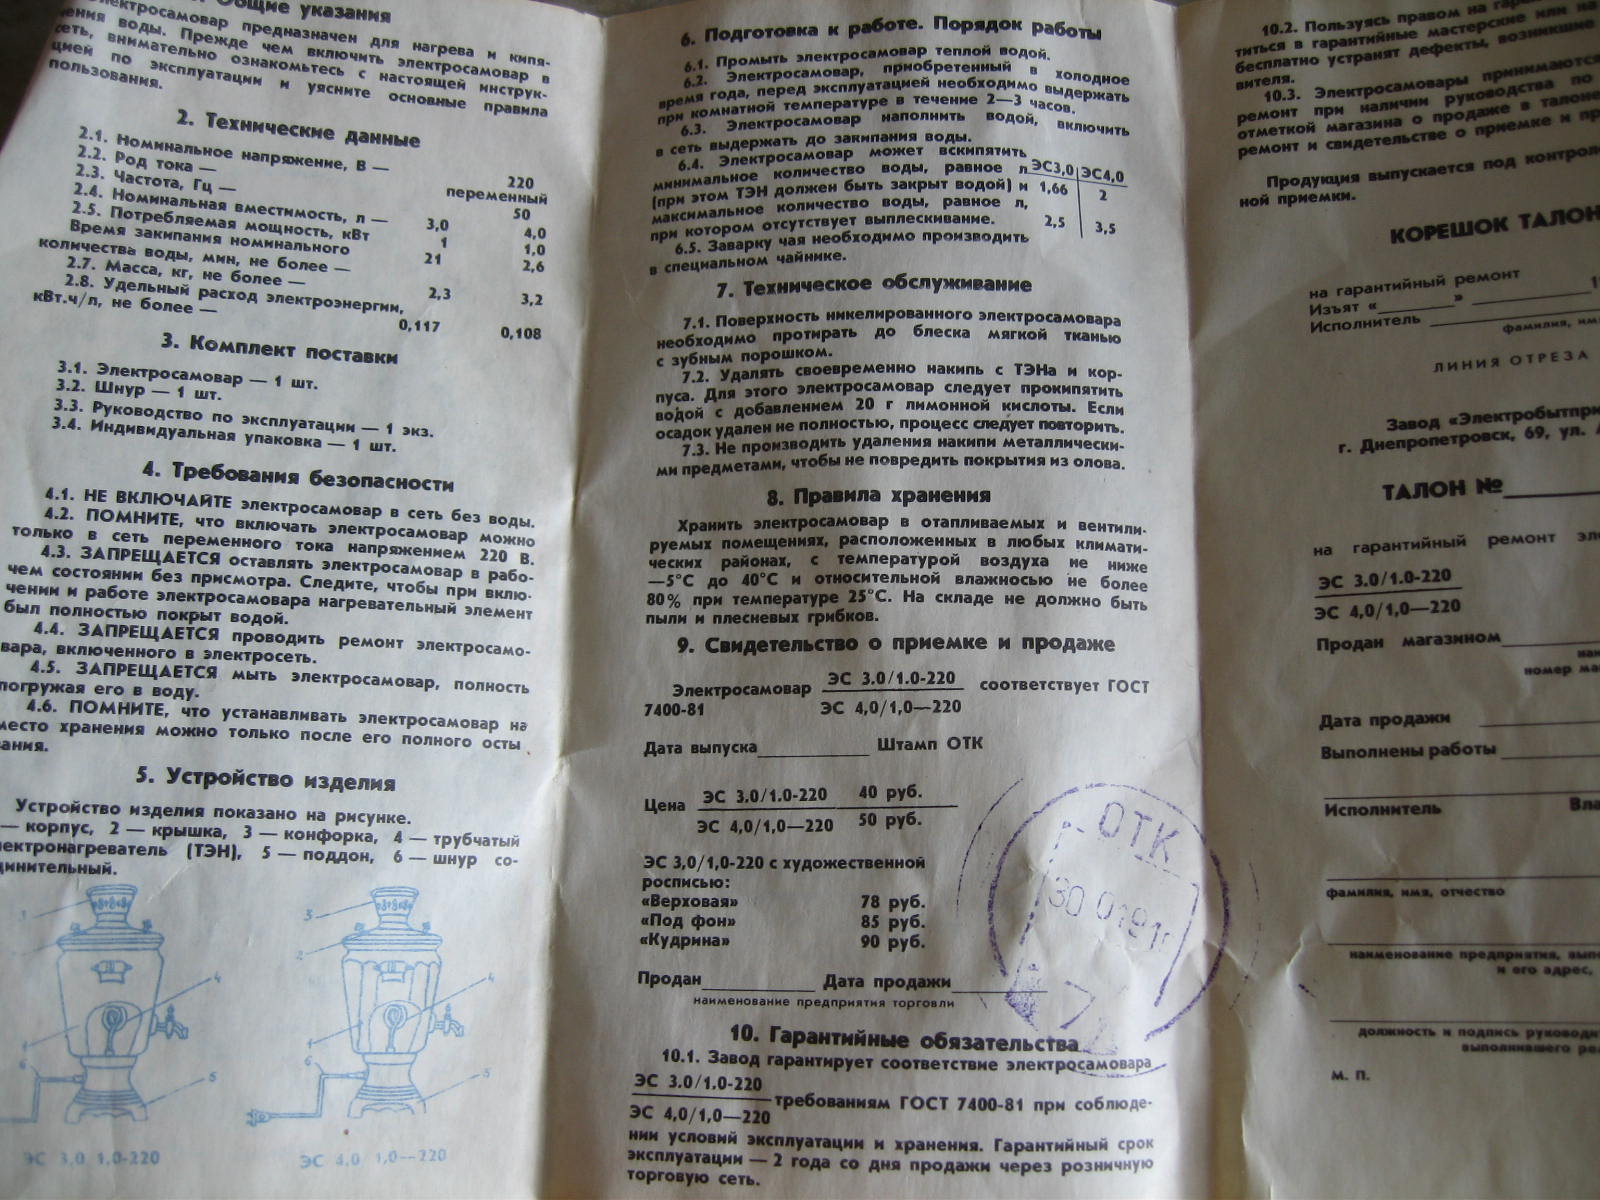 Общие указания
Электросамовар предназначен для нагрева и кипя-
чения воды. Прежде чем включить электросамовар в
сеть, внимательно ознакомьтесь с настоящей инструк-
цией по эксплуатации и уясните основные правила
пользования.
2. Технические данные
2.1. Номинальное напряжение, В — 220
2.2. Род тока — переменный
2.3. Частота, Гц — 50
2.4. Номинальная вместимость, л — 3,0 4,0
2.5. Потребляемая мощность, кВт 1 1,0
Время закипания номинального
количества воды, мин, не более — 21 2,6
2.7. Масса, кг, не более — 2,3 3,2
2.8. Удельный расход электроэнергии,
кВт.ч/л, не более — 0,117 0,108
3. Комплект поставки
3.1. Электросамовар — 1 шт.
3.2. Шнур — 1 шт.
3.3. Руководство по эксплуатации — 1 экз.
3.4. Индивидуальная упаковка — 1 шт.
4. Требования безопасности
4.1. НЕ ВКЛЮЧАЙТЕ электросамовар в сеть без воды.
4.2. ПОМНИТЕ, что включать электросамовар можно
только в сеть переменного тока напряжением 220 В.
4.3. ЗАПРЕЩАЕТСЯ оставлять электросамовар в рабо-
чем состоянии без присмотра. Следите, чтобы при вклю-
чении и работе электросамовара нагревательный элемент
был полностью покрыт водой.
4.4. ЗАПРЕЩАЕТСЯ проводить ремонт электросамо-
вара, включенного в электросеть.
4.5. ЗАПРЕЩАЕТСЯ мыть электросамовар, полность
погружая его в воду.
4.6. ПОМНИТЕ, что устанавливать электросамовар на
место хранения можно только после его полного осты
вания.
5. Устройство изделия
Устройство изделия показано на рисунке.
— корпус, 2 — крышка, 3 — конфорка, 4 — трубчатый
электронагреватель (ТЭН), 5 — поддон, 6 — шнур со-
единительный.
3 4 6 5
3 2 4 1 6 5
ЭС 3,0 1,0-220
ЭС 4,0 1,0—220
6. Подготовка к работе. Порядок работы
6.1. Промыть электросамовар теплой водой.
6.2. Электросамовар, приобретенный в холодное
время года, перед эксплуатацией необходимо выдержать
при комнатной температуре в течение 2—3 часов.
6.3. Электросамовар наполнить водой, включить
в сеть выдержать до закипания воды.
6.4. Электросамовар может вскипятить
минимальное количество воды, равное л ЭС3,0 ЭС4,0
(при этом ТЭН должен быть закрыт водой) и 1,66 2
максимальное количество воды, равное л,
при котором отсутствует выплескивание. 2,5 3,5
6.5. Заварку чая необходимо производить
в специальном чайнике.
7. Техническое обслуживание
7.1. Поверхность никелированного электросамовара
необходимо протирать до блеска мягкой тканью
с зубным порошком.
7.2. Удалять своевременно накипь с ТЭНа и кор-
пуса. Для этого электросамовар следует прокипятить
водой с добавлением 20 г лимонной кислоты. Если
осадок удален не полностью, процесс следует повторить.
7.3. Не производить удаления накипи металлически-
ми предметами, чтобы не повредить покрытия из олова.
8. Правила хранения
Хранить электросамовар в отапливаемых и вентили-
руемых помещениях, расположенных в любых климати-
ческих районах, с температурой воздуха не ниже
—5°С до 40°С и относительной влажностью не более
80% при температуре 25°С. На складе не должно быть
пыли и плесневых грибков.
9. Свидетельство о приемке и продаже
Электросамовар ЭС 3.0/1.0-220 соответствует ГОСТ
7400-81 ЭС 4,0/1,0—220
Дата выпуска Штамп ОТК
Цена ЭС 3.0/1.0-220 40 руб.
ЭС 4,0/1,0—220 50 руб.
ЭС 3,0/1,0-220 с художественной
росписью:
«Верховая» 78 руб.
«Под фон» 85 руб.
«Кудрина» 90 руб.
ОТК
Продан Дата продажи
наименование предприятия торговли
10. Гарантийные обязательства
10.1. Завод гарантирует соответствие электросамовара
ЭС 3.0/1.0-220
требованиям ГОСТ 7400-81 при соблюде-
ЭС 4,0/1,0—220
нии условий эксплуатации и хранения. Гарантийный срок
эксплуатации — 2 года со дня продажи через розничную
торговую сеть.
10.2. Пользуясь правом на
титься в гарантийные мастерские или на
бесплатно устранят дефекты, возникшие
вителя.
10.3. Электросамовары принимаются
ремонт при наличии руководства по
отметкой магазина о продаже в талоне
ремонт и свидетельстве о приемке и
Продукция выпускается под
ной приемки.
КОРЕШОК ТАЛОН
на гарантийный ремонт
Изъят « »
Исполнитель
фамилия,
ЛИНИЯ ОТРЕЗА
Завод
г. Днепропетровск, 69, ул.
ТАЛОН №
на гарантийный ремонт
ЭС 3.0/1.0-220
ЭС 4,0/1,0—220
Продан магазином
номер
Дата продажи
Выполнены работы
Исполнитель
фамилия, имя, отчество
наименование предприятия,
и его адрес,
должность и подпись
выполнившего
М. П.